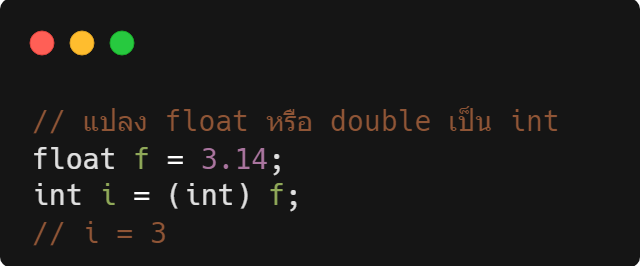 // แปลง float หรือ double เป็น int
float f = 3.14;
int i = (int) f;
// i = 3